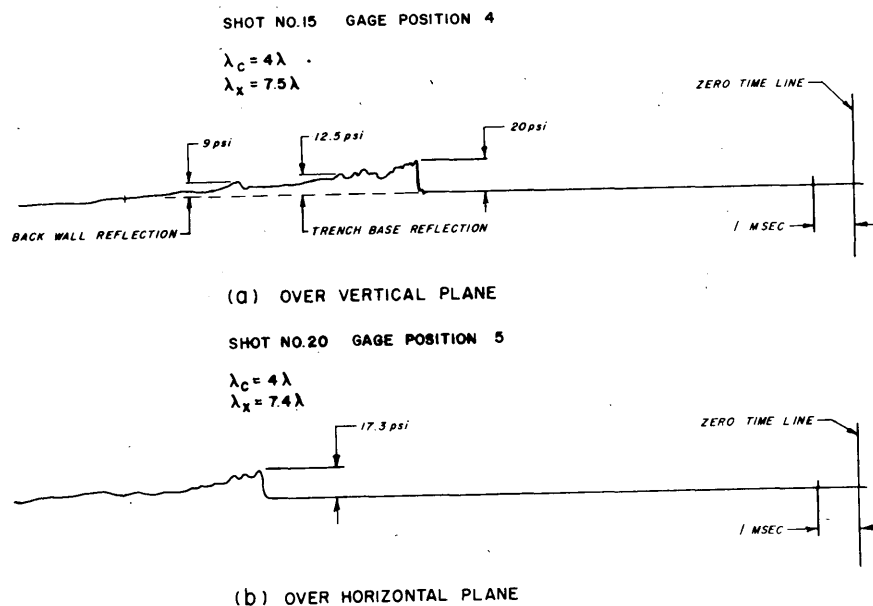 SHOT NO.15 GAGE POSITION 4
λc = 4λ
λx = 7.5λ
ZERO TIME LINE
9 psi
12.5 psi
20 psi
BACK WALL REFLECTION
TRENCH BASE REFLECTION
1 MSEC
(a) OVER VERTICAL PLANE
SHOT NO.20 GAGE POSITION 5
λc = 4λ
λx = 7.4λ
17.3 psi
ZERO TIME LINE
1 MSEC
(b) OVER HORIZONTAL PLANE